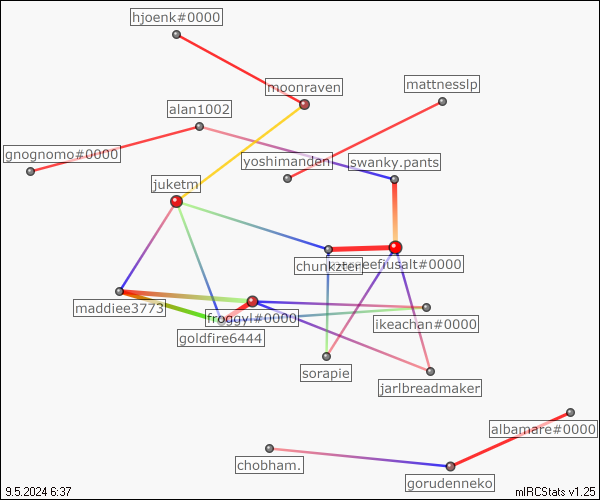 hjoenk#0000
moonraven
mattnesslp
alan1002
gnognomo#0000
yoshimanden
swanky.pants
juketm
chunkzter
eefiusalt#0000
maddiee3773
froggyl#0000
goldfire6444
ikeachan#0000
sorapie
jarlbreadmaker
albamare#0000
chobham.
gorudenneko
9.5.2024 6:37
mIRCStats v1.25